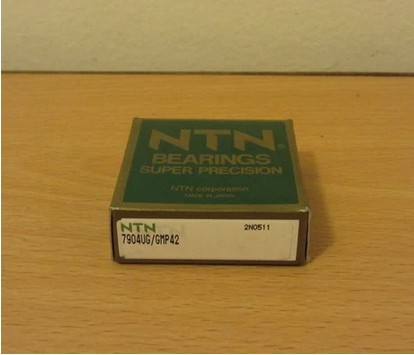 NTN®
BEARINGS
SUPER PRECISION
NTN corporation
MADE IN JAPAN
NTN 2N0511
7904UG/GMP42